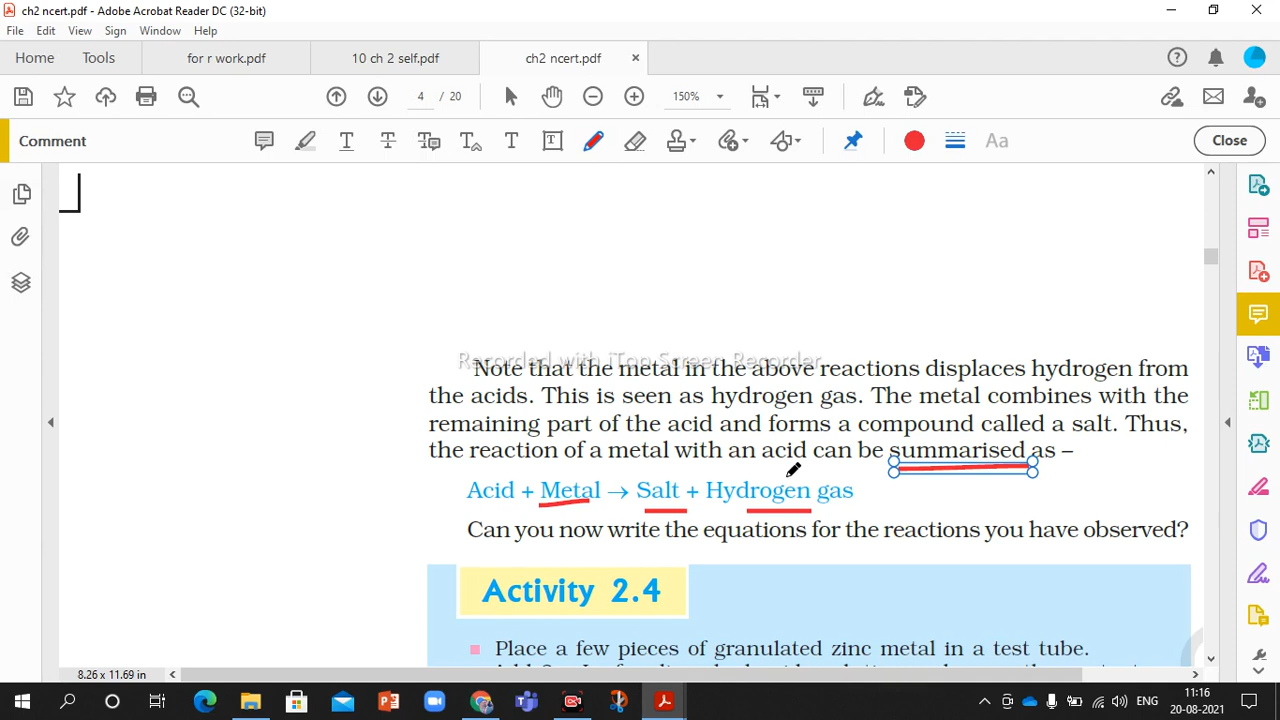 ch2 ncert.pdf - Adobe Acrobat Reader DC (32-bit)
File Edit View Sign Window Help
Home Tools for r work.pdf 10 ch 2 self.pdf ch2 ncert.pdf
4 / 20 150%
Comment Close
Recorded with iTop Screen Recorder
Note that the metal in the above reactions displaces hydrogen from
the acids. This is seen as hydrogen gas. The metal combines with the
remaining part of the acid and forms a compound called a salt. Thus,
the reaction of a metal with an acid can be summarised as –
Acid + Metal → Salt + Hydrogen gas
Can you now write the equations for the reactions you have observed?
Activity 2.4
Place a few pieces of granulated zinc metal in a test tube.
8.26 x 11.69 in
ENG
11:16
20-08-2021